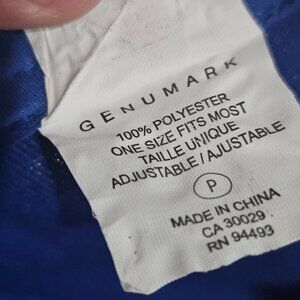 GENUMARK
100% POLYESTER
ONE SIZE FITS MOST
TAILLE UNIQUE
ADJUSTABLE / AJUSTABLE
P
MADE IN CHINA
CA 30029
RN 94493